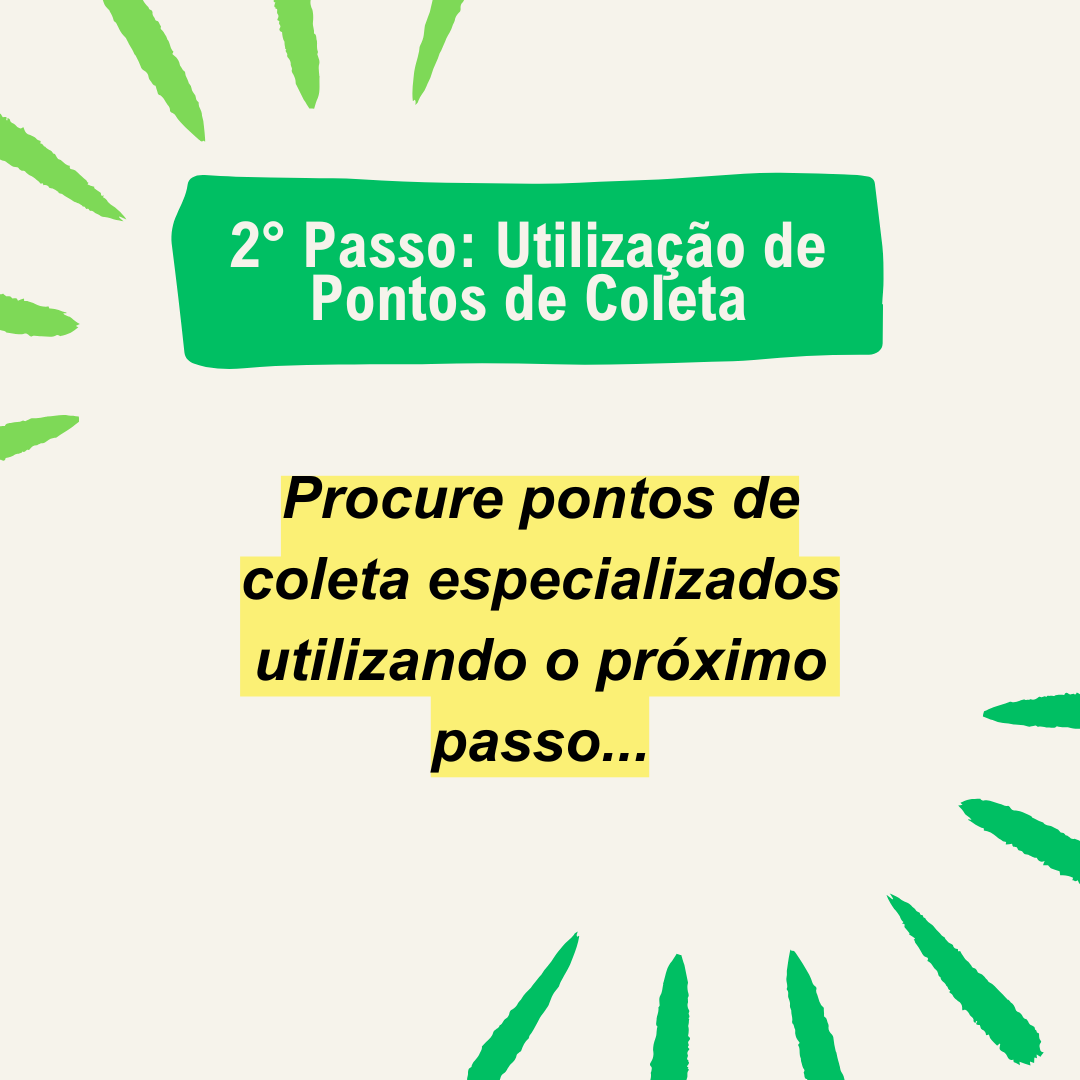 2° Passo: Utilização de
Pontos de Coleta
Procure pontos de
coleta especializados
utilizando o próximo
passo...